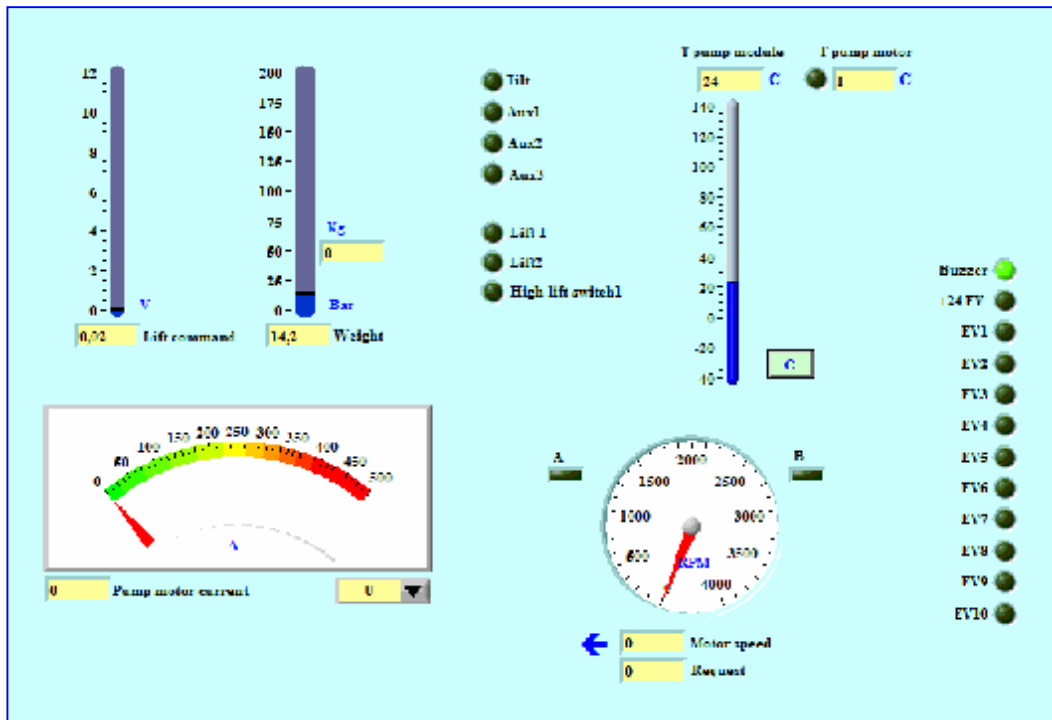 T pump module
T pump motor
24 C
1 C
12
10
8
6
4
2
0
V
0,02 Lift command
200
175
150
125
100
75
50
25
0
Kg
0
Bar
14,2 Weight
Tilt
Aux1
Aux2
Aux3
Lift 1
Lift2
High lift switch1
140
120
100
80
60
40
20
0
-20
-40
C
Buzzer
+24 EV
EV1
EV2
EV3
EV4
EV5
EV6
EV7
EV8
EV9
EV10
0 50 100 150 200 250 300 350 400 450 500
A
0 Pump motor current
U
A
B
500 1000 1500 2000 2500 3000 3500 4000
RPM
0 Motor speed
0 Request